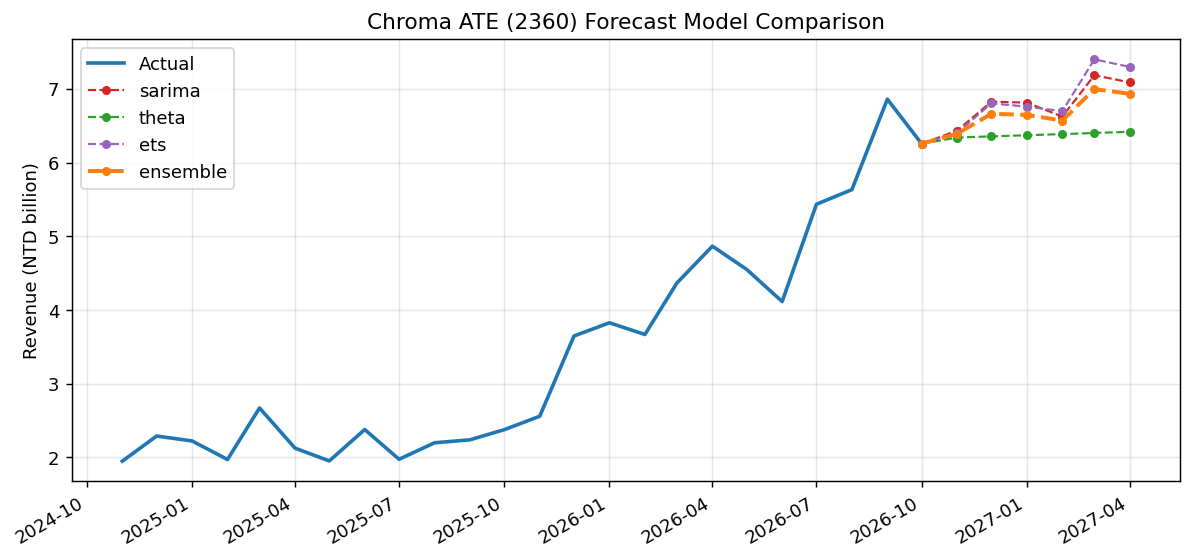 Chroma ATE (2360) Forecast Model Comparison
Actual
sarima
theta
ets
ensemble
Revenue (NTD billion)
7
6
5
4
3
2
2024-10
2025-01
2025-04
2025-07
2025-10
2026-01
2026-04
2026-07
2026-10
2027-01
2027-04